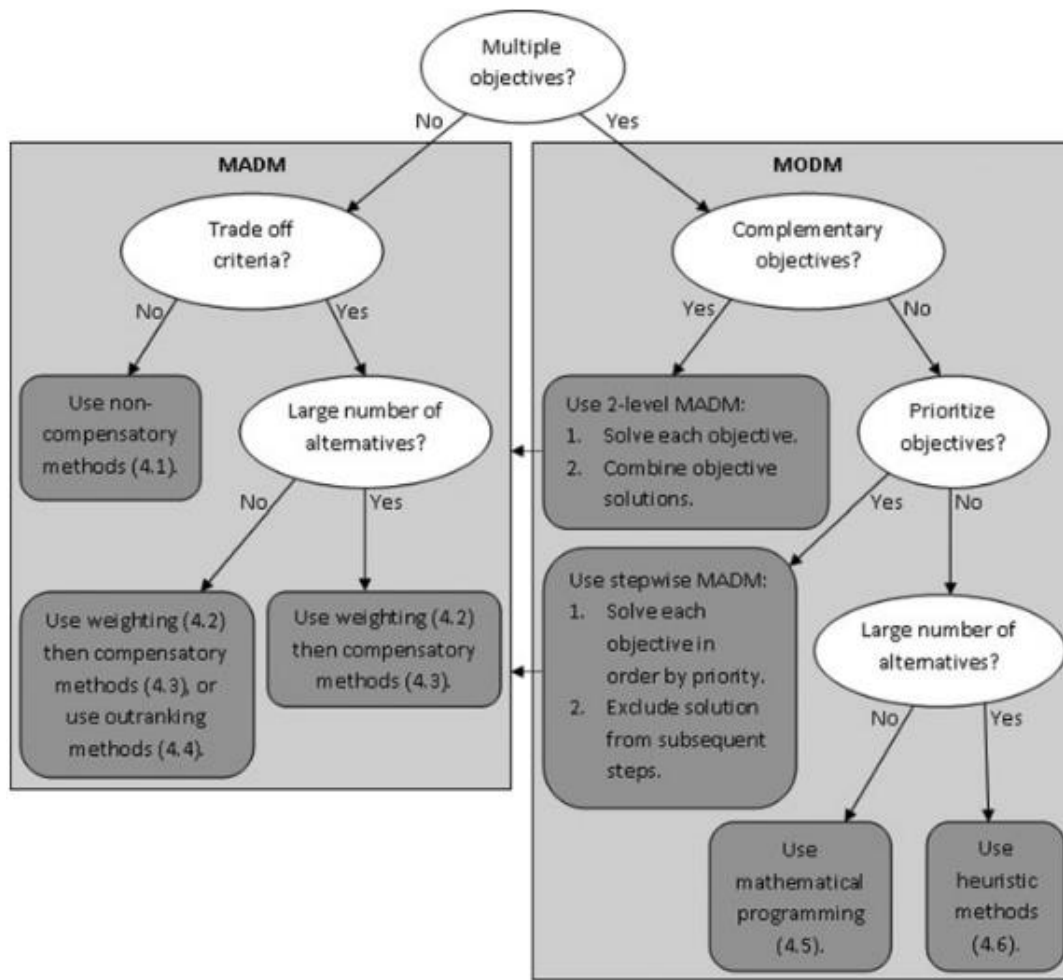 Multiple
objectives?
No
Yes
MADM
Trade off
criteria?
No
Yes
Use non-
compensatory
methods (4.1).
Large number of
alternatives?
No
Yes
Use weighting (4.2)
then compensatory
methods (4.3), or
use outranking
methods (4.4).
Use weighting (4.2)
then compensatory
methods (4.3).
MODM
Complementary
objectives?
Yes
No
Use 2-level MADM:
1. Solve each objective.
2. Combine objective
solutions.
Prioritize
objectives?
Yes
No
Use stepwise MADM:
1. Solve each
objective in
order by priority.
2. Exclude solution
from subsequent
steps.
Large number of
alternatives?
No
Yes
Use
mathematical
programming
(4.5).
Use
heuristic
methods
(4.6).